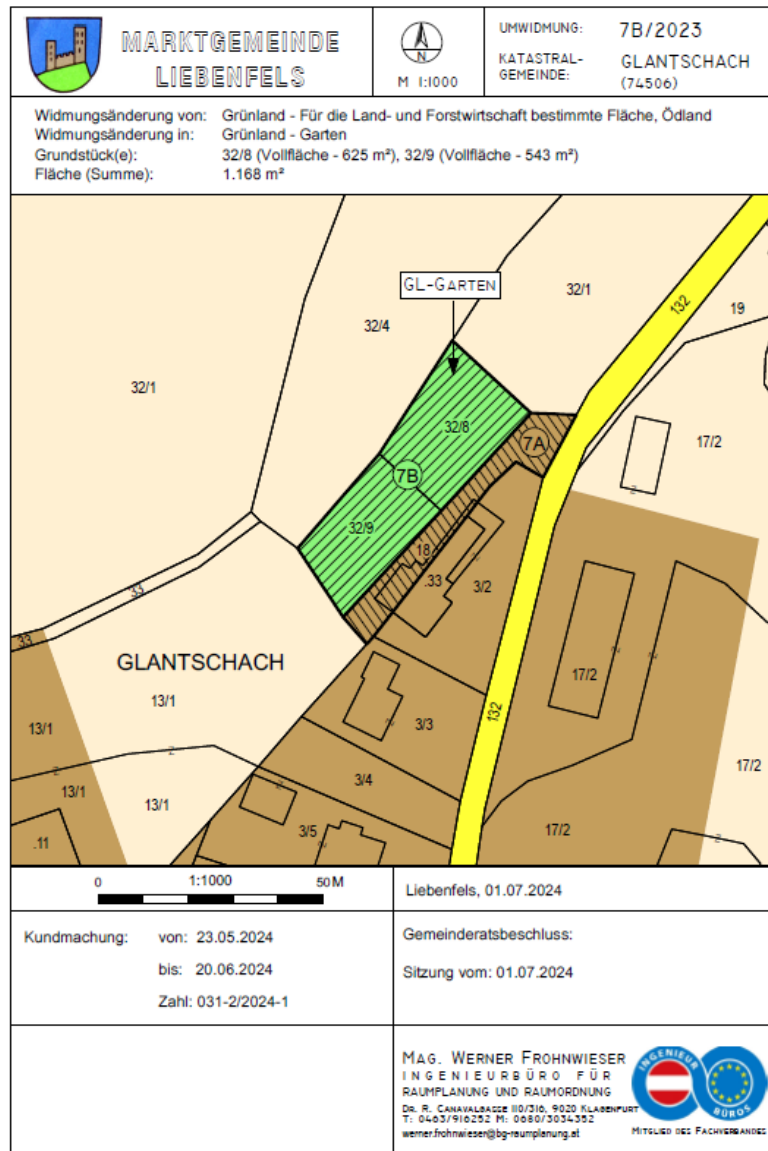 MARKTGEMEINDE
LIEBENFELS
N
M 1:1000
UMWIDMUNG: 7B/2023
KATASTRAL-
GEMEINDE:
GLANTSCHACH
(74506)
Widmungsänderung von: Grünland - Für die Land- und Forstwirtschaft bestimmte Fläche, Ödland
Widmungsänderung in: Grünland - Garten
Grundstück(e): 32/8 (Vollfläche - 625 m²), 32/9 (Vollfläche - 543 m²)
Fläche (Summe): 1.168 m²
GL-GARTEN
32/1
32/4
132
19
32/1
32/8
7A
17/2
7B
32/9
18
.33
3/2
33
33
GLANTSCHACH
17/2
13/1
13/1
3/3
132
17/2
13/1
13/1
3/4
.11
3/5
17/2
0 1:1000 50M
Liebenfels, 01.07.2024
Kundmachung: von: 23.05.2024
bis: 20.06.2024
Zahl: 031-2/2024-1
Gemeinderatsbeschluss:
Sitzung vom: 01.07.2024
MAG. WERNER FROHNWIESER
INGENIEURBÜRO FÜR
RAUMPLANUNG UND RAUMORDNUNG
DR. R. CANAVALGASSE 110/316, 9020 KLAGENFURT
T: 0463/916252 M: 0680/3034352
werner.frohnwieser@bg-raumplanung.at
INGENIEUR
BÜROS
MITGLIED DES FACHVERBANDES